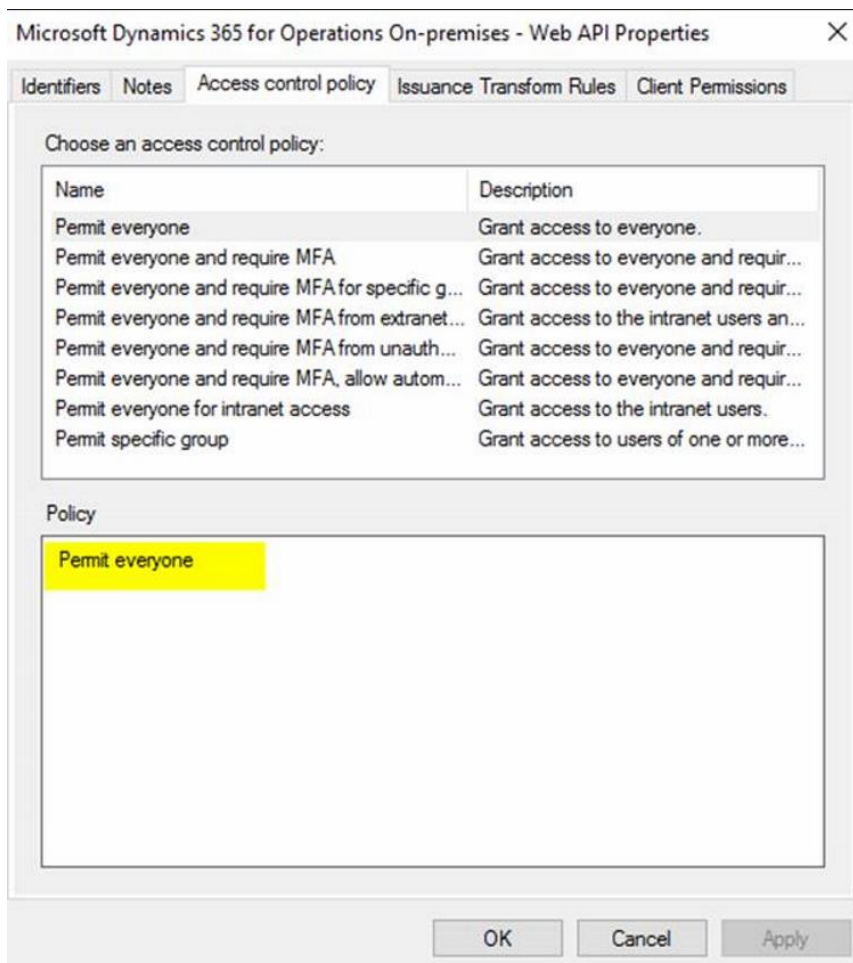 Microsoft Dynamics 365 for Operations On-premises - Web API Properties
Identifiers Notes Access control policy Issuance Transform Rules Client Permissions
Choose an access control policy:
Name Description
Permit everyone Grant access to everyone.
Permit everyone and require MFA Grant access to everyone and requir...
Permit everyone and require MFA for specific g... Grant access to everyone and requir...
Permit everyone and require MFA from extranet... Grant access to the intranet users an...
Permit everyone and require MFA from unauth... Grant access to everyone and requir...
Permit everyone and require MFA, allow autom... Grant access to everyone and requir...
Permit everyone for intranet access Grant access to the intranet users.
Permit specific group Grant access to users of one or more...
Policy
Permit everyone
OK Cancel Apply